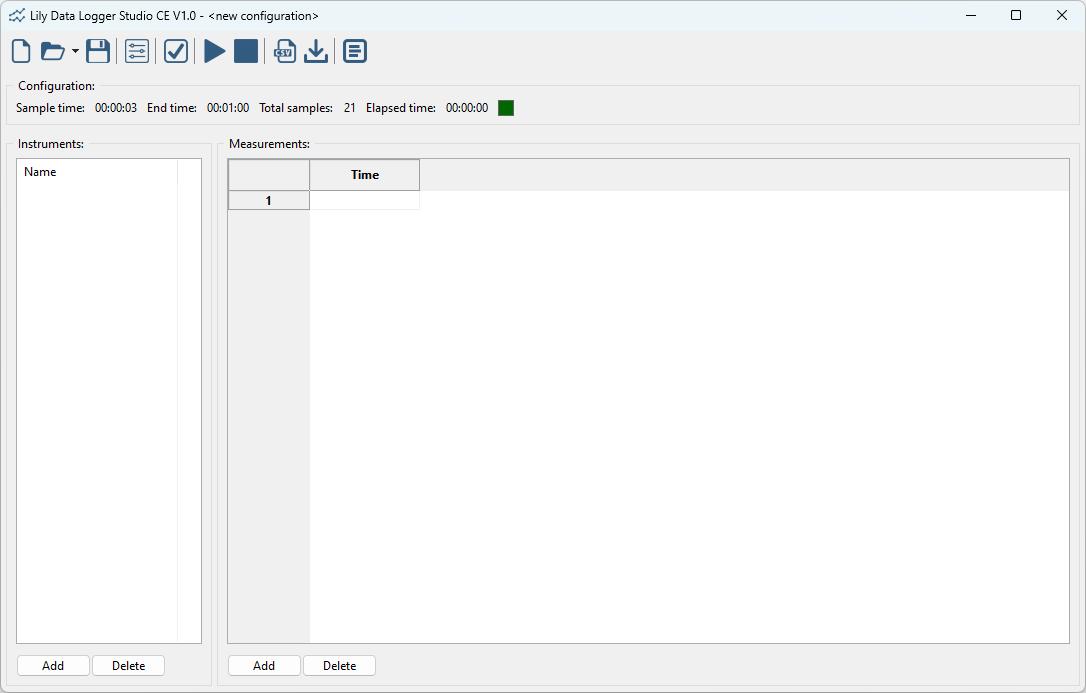 Lily Data Logger Studio CE V1.0 - <new configuration>
CSV
Configuration:
Sample time: 00:00:03 End time: 00:01:00 Total samples: 21 Elapsed time: 00:00:00
Instruments:
Name
Add Delete
Measurements:
Time
1
Add Delete